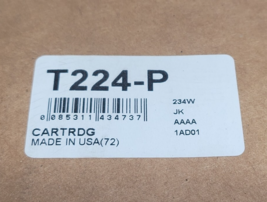 T224-P
234W
JK
0 085311 434737
AAAA
CARTRDG
1AD01
MADE IN USA(72)